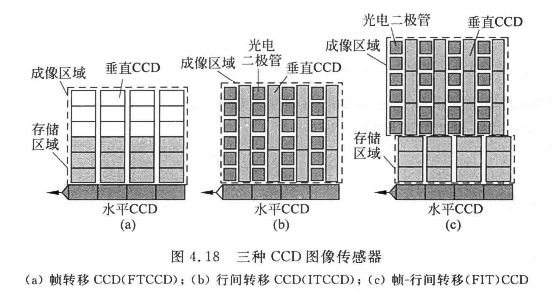 成像区域
垂直CCD
存储
区域
水平CCD
(a)
光电
二极管
成像区域
垂直CCD
水平CCD
(b)
光电二极管
垂直CCD
成像区域
存储
区域
水平CCD
(c)
图 4.18 三种 CCD 图像传感器
(a) 帧转移 CCD(FTCCD); (b) 行间转移 CCD(ITCCD); (c) 帧-行间转移(FIT)CCD